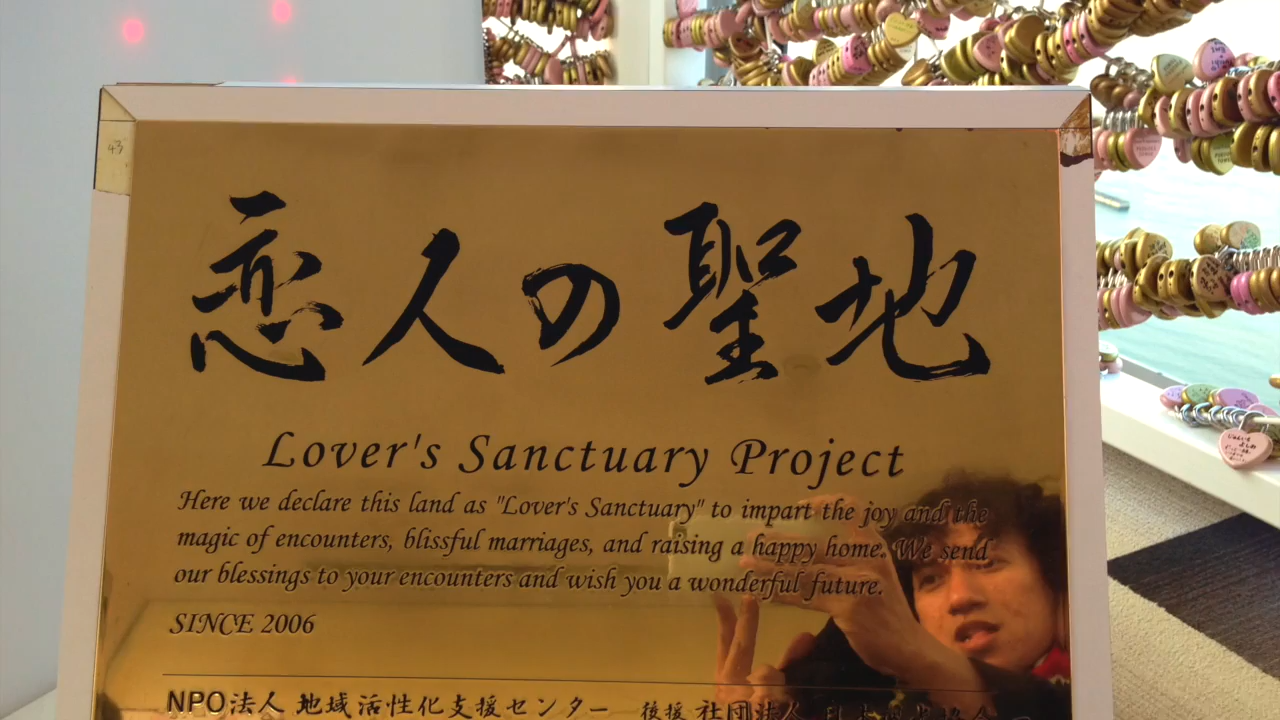 恋人の聖地
Lover's Sanctuary Project
Here we declare this land as "Lover's Sanctuary" to impart the joy and the
magic of encounters, blissful marriages, and raising a happy home. We send
our blessings to your encounters and wish you a wonderful future.
SINCE 2006
NPO法人 地域活性化支援センター 後援 社団法人